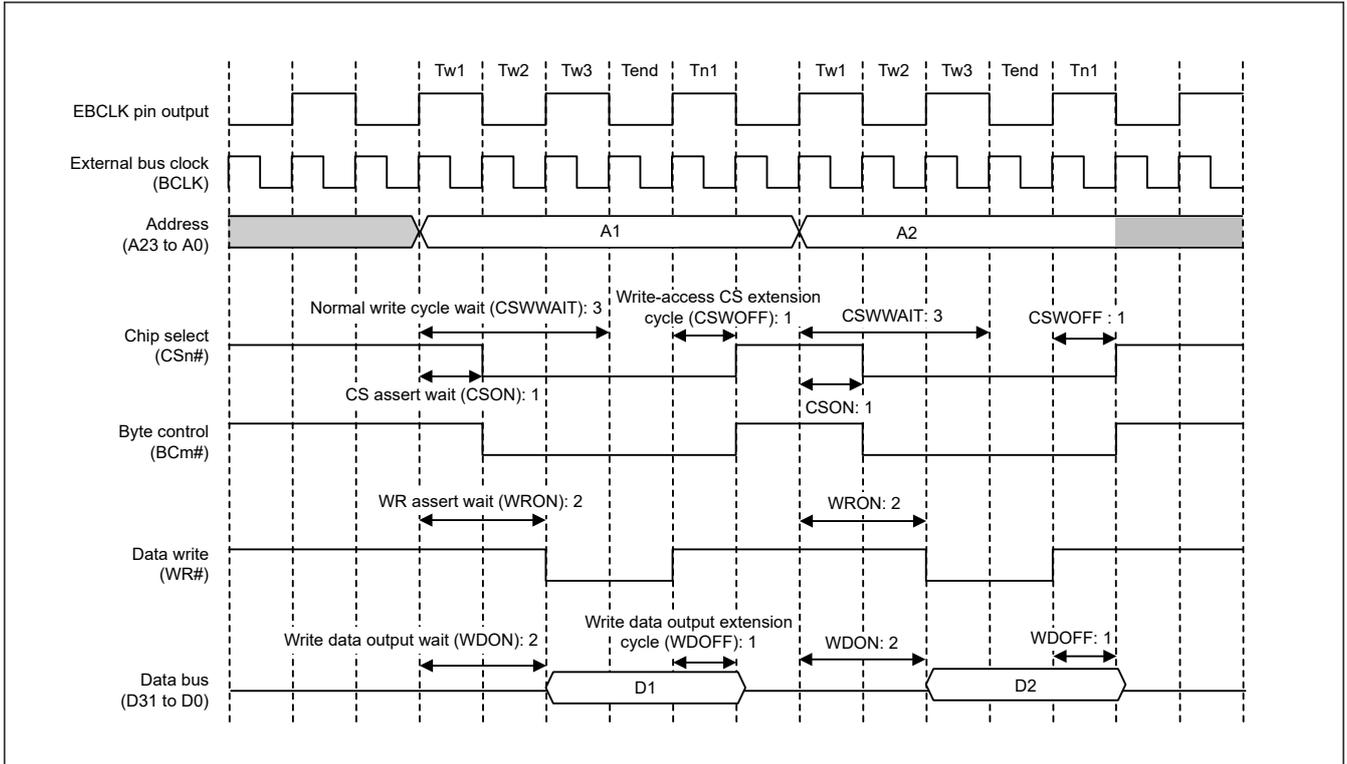 Tw1 Tw2 Tw3 Tend Tn1 Tw1 Tw2 Tw3 Tend Tn1
EBCLK pin output
External bus clock
(BCLK)
Address
(A23 to A0)
A1 A2
Normal write cycle wait (CSWWAIT): 3
Write-access CS extension
cycle (CSWOFF): 1
CSWWAIT: 3
CSWOFF : 1
Chip select
(CSn#)
CS assert wait (CSON): 1
CSON: 1
Byte control
(BCm#)
WR assert wait (WRON): 2
WRON: 2
Data write
(WR#)
Write data output wait (WDON): 2
Write data output extension
cycle (WDOFF): 1
WDON: 2
WDOFF: 1
Data bus
(D31 to D0)
D1 D2